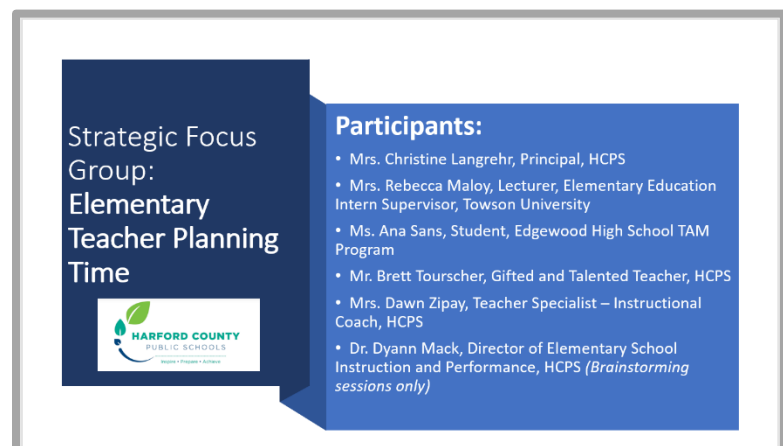 Strategic Focus
Group:
Elementary
Teacher Planning
Time
HARFORD COUNTY
PUBLIC SCHOOLS
Inspire • Prepare • Achieve
Participants:
• Mrs. Christine Langrehr, Principal, HCPS
• Mrs. Rebecca Maloy, Lecturer, Elementary Education
Intern Supervisor, Towson University
• Ms. Ana Sans, Student, Edgewood High School TAM
Program
• Mr. Brett Tourscher, Gifted and Talented Teacher, HCPS
• Mrs. Dawn Zipay, Teacher Specialist – Instructional
Coach, HCPS
• Dr. Dyann Mack, Director of Elementary School
Instruction and Performance, HCPS (Brainstorming
sessions only)